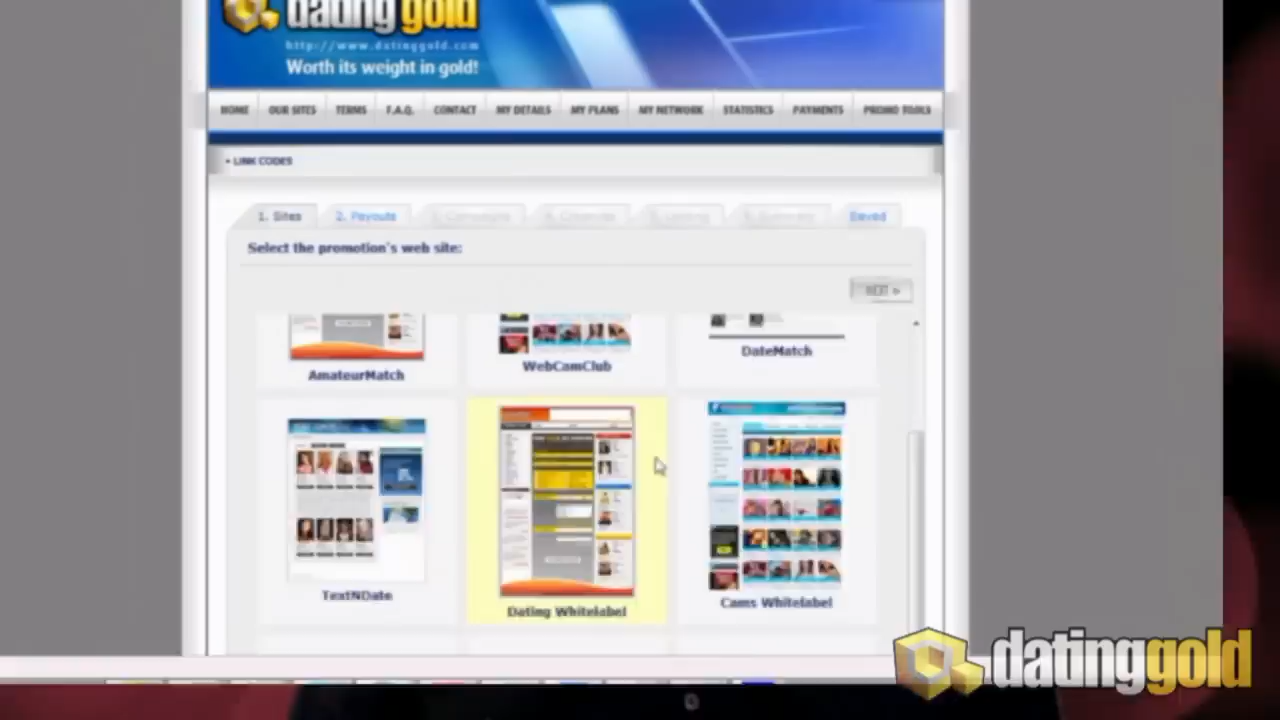 dating gold
http://www.datinggold.com
Worth its weight in gold!
HOME OUR SITES TERMS F.A.Q. CONTACT MY DETAILS MY PLANS MY NETWORK STATISTICS PAYMENTS PROMO TOOLS
LINK CODES
1. Sites 2. Payouts Saved
Select the promotion's web site:
NEXT
AmateurMatch WebCamClub DateMatch
TextNDate Dating Whitelabel Cams Whitelabel
datinggold